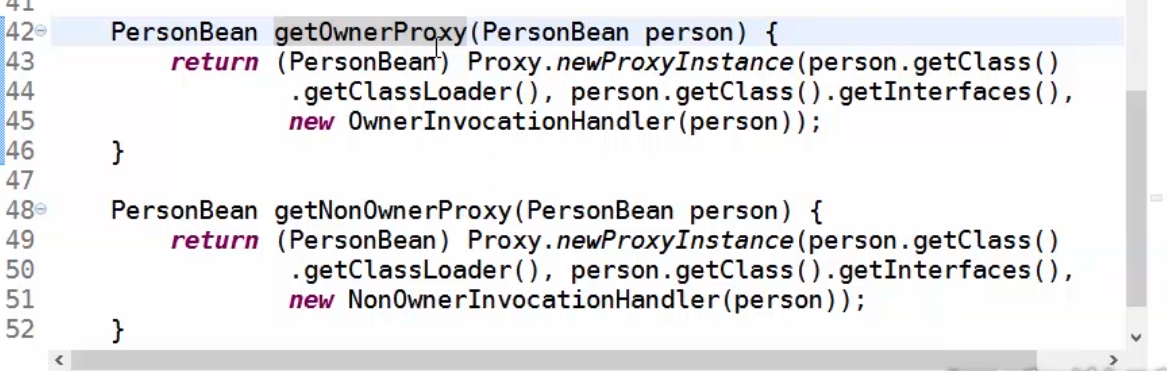 41
42 PersonBean getOwnerProxy(PersonBean person) {
43 return (PersonBean) Proxy.newProxyInstance(person.getClass()
44 .getClassLoader(), person.getClass().getInterfaces(),
45 new OwnerInvocationHandler(person));
46 }
47
48 PersonBean getNonOwnerProxy(PersonBean person) {
49 return (PersonBean) Proxy.newProxyInstance(person.getClass()
50 .getClassLoader(), person.getClass().getInterfaces(),
51 new NonOwnerInvocationHandler(person));
52 }